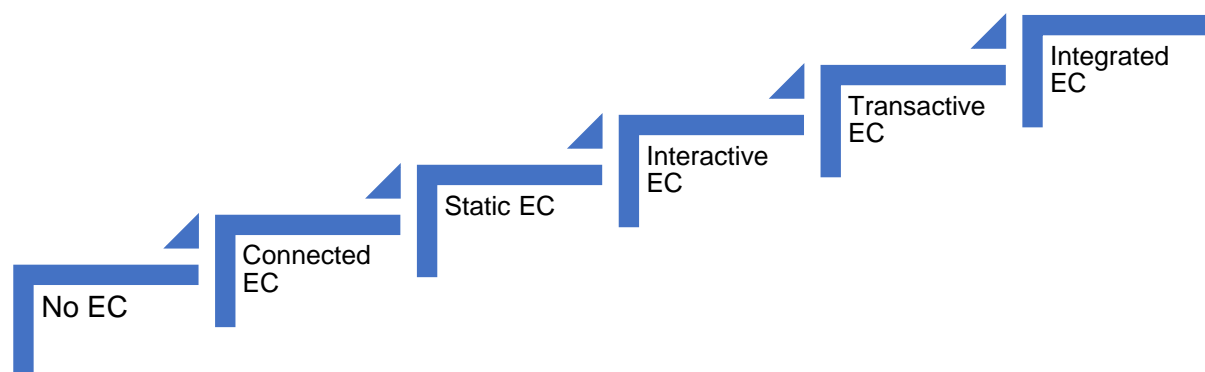 No EC
Connected
EC
Static EC
Interactive
EC
Transactive
EC
Integrated
EC